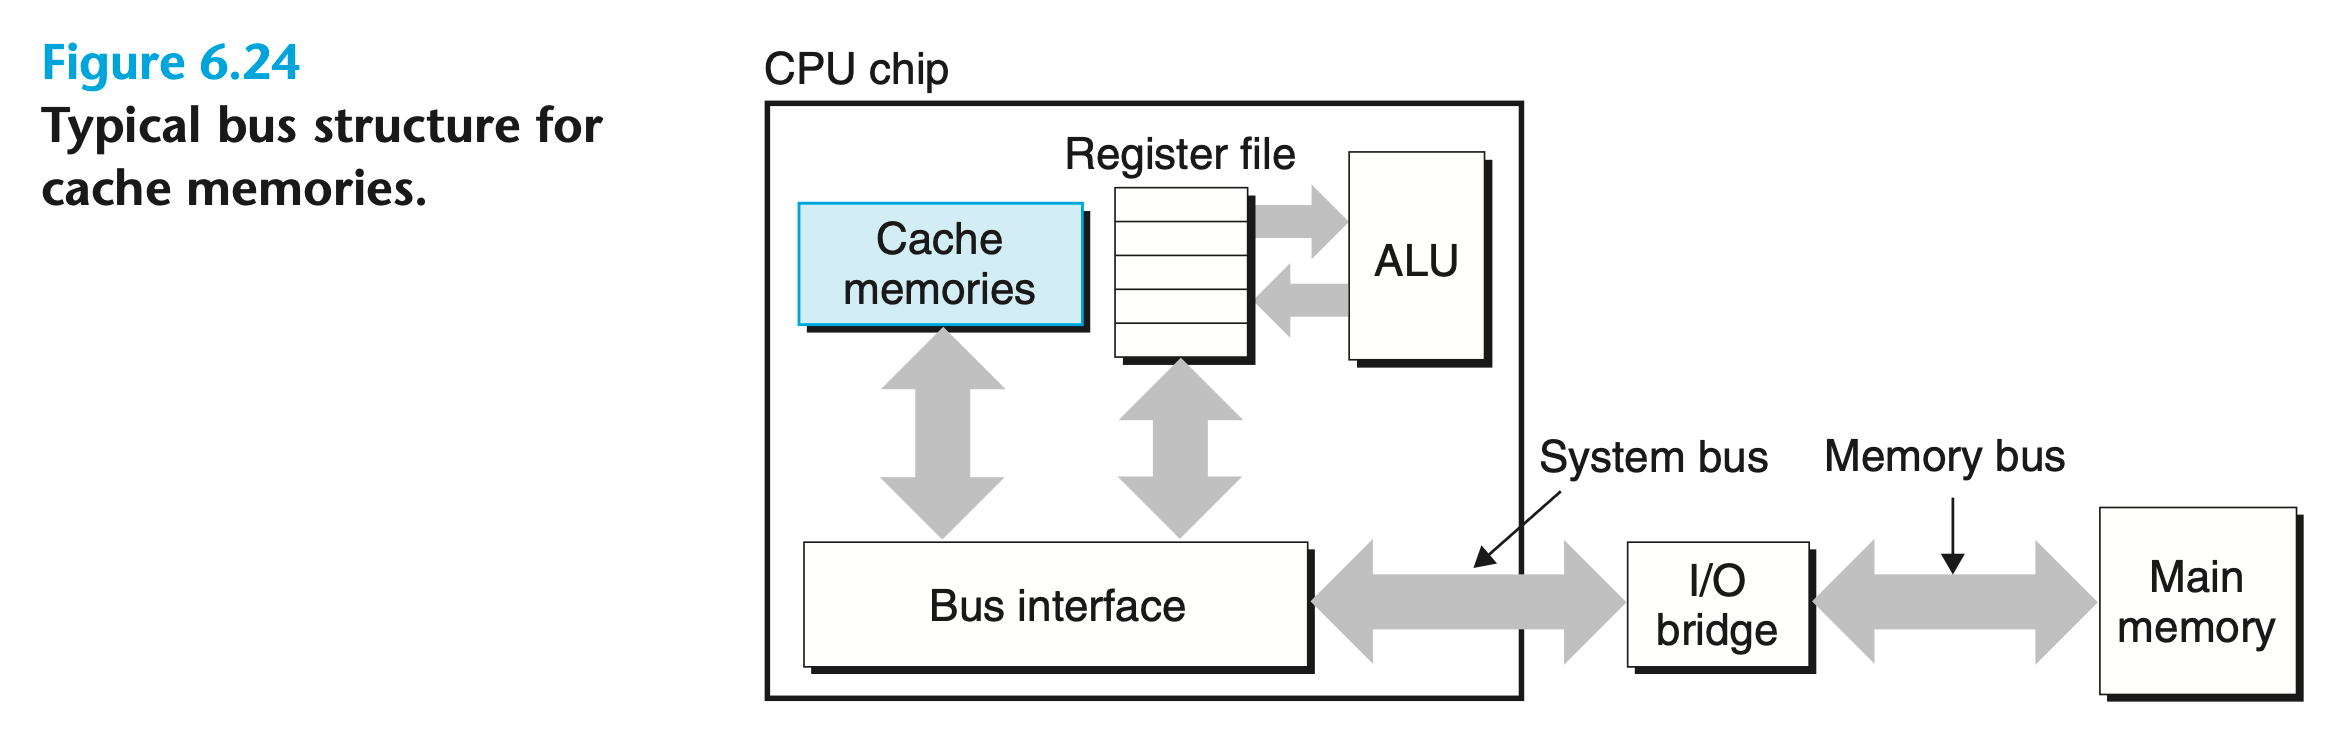 Figure 6.24
Typical bus structure for
cache memories.
CPU chip
Register file
Cache
memories
ALU
System bus
Memory bus
Bus interface
I/O
bridge
Main
memory